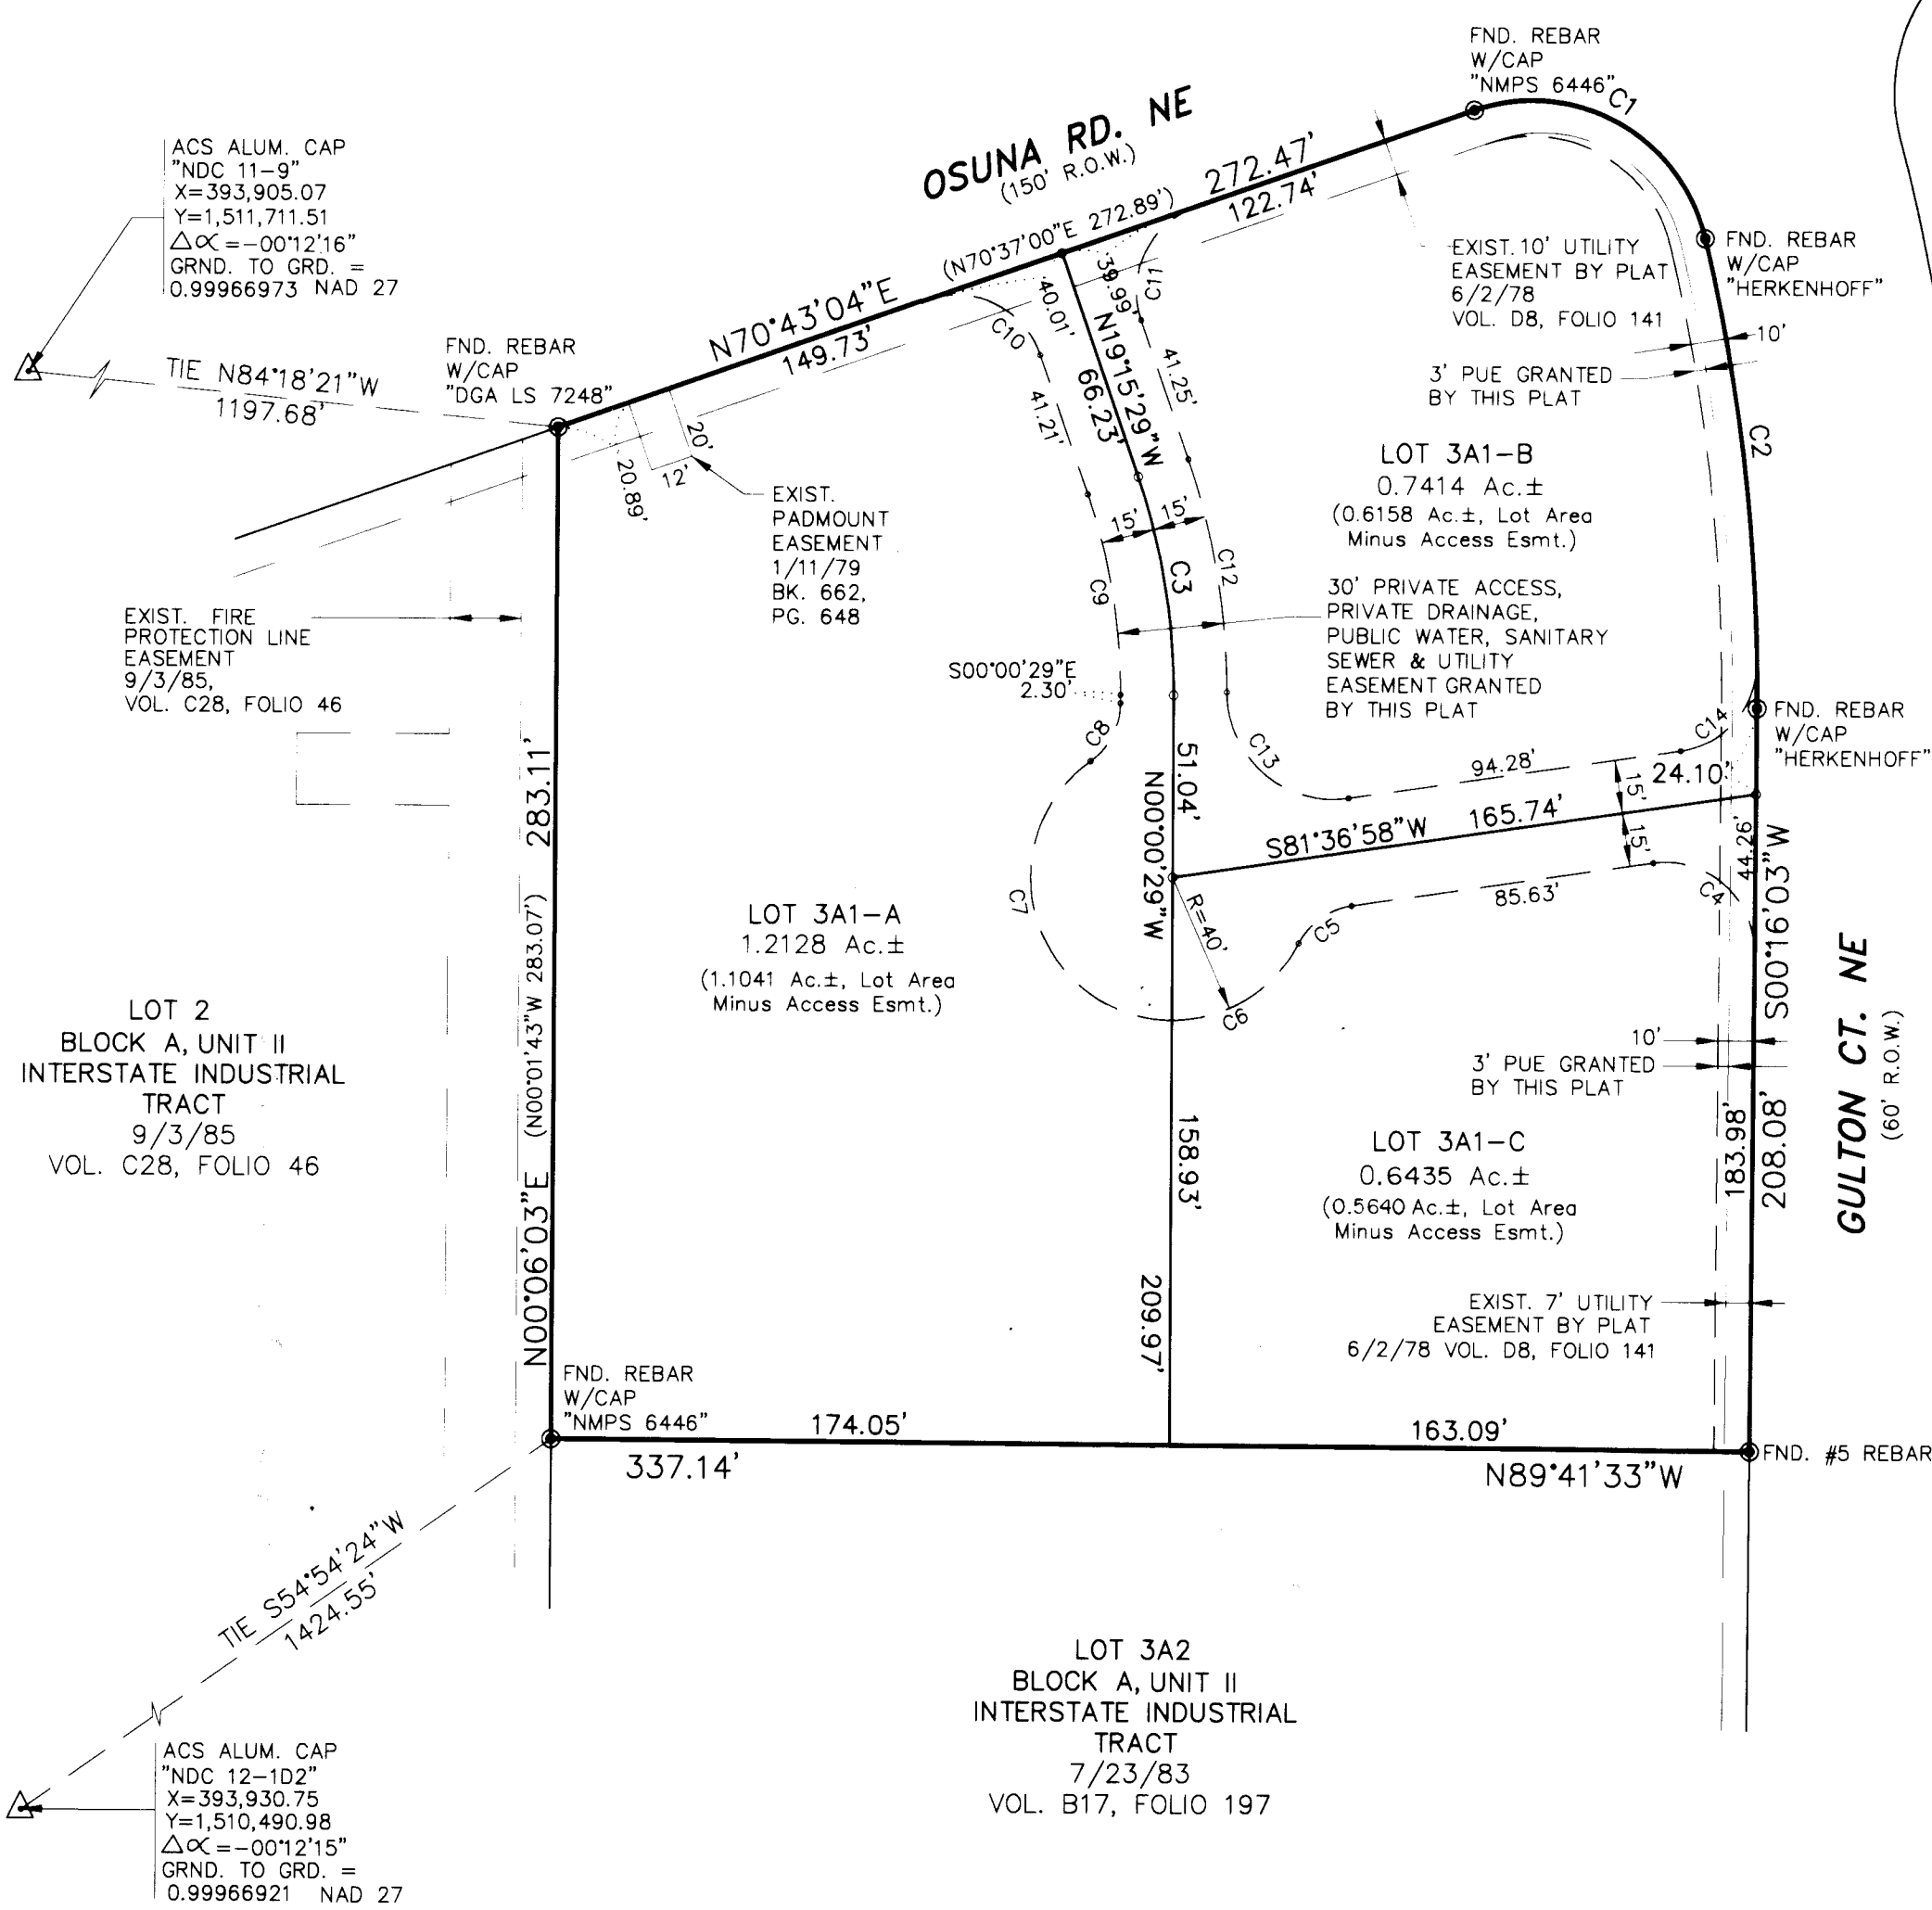 FND. REBAR
W/CAP
"NMPS 6446"
C1
OSUNA RD. NE
(150' R.O.W.)
272.47'
122.74'
(N70°37'00"E 272.89')
N70°43'04"E
149.73'
ACS ALUM. CAP
"NDC 11-9"
X=393,905.07
Y=1,511,711.51
△∝=-00°12'16"
GRND. TO GRD. =
0.99966973 NAD 27
TIE N84°18'21"W
1197.68'
FND. REBAR
W/CAP
"DGA LS 7248"
20'
12'
20.89'
EXIST.
PADMOUNT
EASEMENT
1/11/79
BK. 662,
PG. 648
EXIST. FIRE
PROTECTION LINE
EASEMENT
9/3/85,
VOL. C28, FOLIO 46
C10
40.01'
39.99'
C11
N19°15'29"W
66.23'
41.21'
41.25'
15'
15'
C9
C3
C12
EXIST. 10' UTILITY
EASEMENT BY PLAT
6/2/78
VOL. D8, FOLIO 141
FND. REBAR
W/CAP
"HERKENHOFF"
10'
3' PUE GRANTED
BY THIS PLAT
C2
LOT 3A1-B
0.7414 Ac.±
(0.6158 Ac.±, Lot Area
Minus Access Esmt.)
30' PRIVATE ACCESS,
PRIVATE DRAINAGE,
PUBLIC WATER, SANITARY
SEWER & UTILITY
EASEMENT GRANTED
BY THIS PLAT
S00°00'29"E
2.30'
C8
C13
C14
FND. REBAR
W/CAP
"HERKENHOFF"
94.28'
24.10'
15'
15'
S81°36'58"W 165.74'
51.04'
N00°00'29"W
C7
R=40'
C5
C6
C4
85.63'
44.26'
S00°16'03"W
283.11'
(N00°01'43"W 283.07')
N00°06'03"E
LOT 3A1-A
1.2128 Ac.±
(1.1041 Ac.±, Lot Area
Minus Access Esmt.)
LOT 2
BLOCK A, UNIT II
INTERSTATE INDUSTRIAL
TRACT
9/3/85
VOL. C28, FOLIO 46
10'
3' PUE GRANTED
BY THIS PLAT
GULTON CT. NE
(60' R.O.W.)
158.93'
209.97'
LOT 3A1-C
0.6435 Ac.±
(0.5640 Ac.±, Lot Area
Minus Access Esmt.)
183.98'
208.08'
EXIST. 7' UTILITY
EASEMENT BY PLAT
6/2/78 VOL. D8, FOLIO 141
FND. REBAR
W/CAP
"NMPS 6446"
174.05'
163.09'
337.14'
N89°41'33"W
FND. #5 REBAR
TIE S54°54'24"W
1424.55'
LOT 3A2
BLOCK A, UNIT II
INTERSTATE INDUSTRIAL
TRACT
7/23/83
VOL. B17, FOLIO 197
ACS ALUM. CAP
"NDC 12-1D2"
X=393,930.75
Y=1,510,490.98
△∝=-00°12'15"
GRND. TO GRD. =
0.99966921 NAD 27